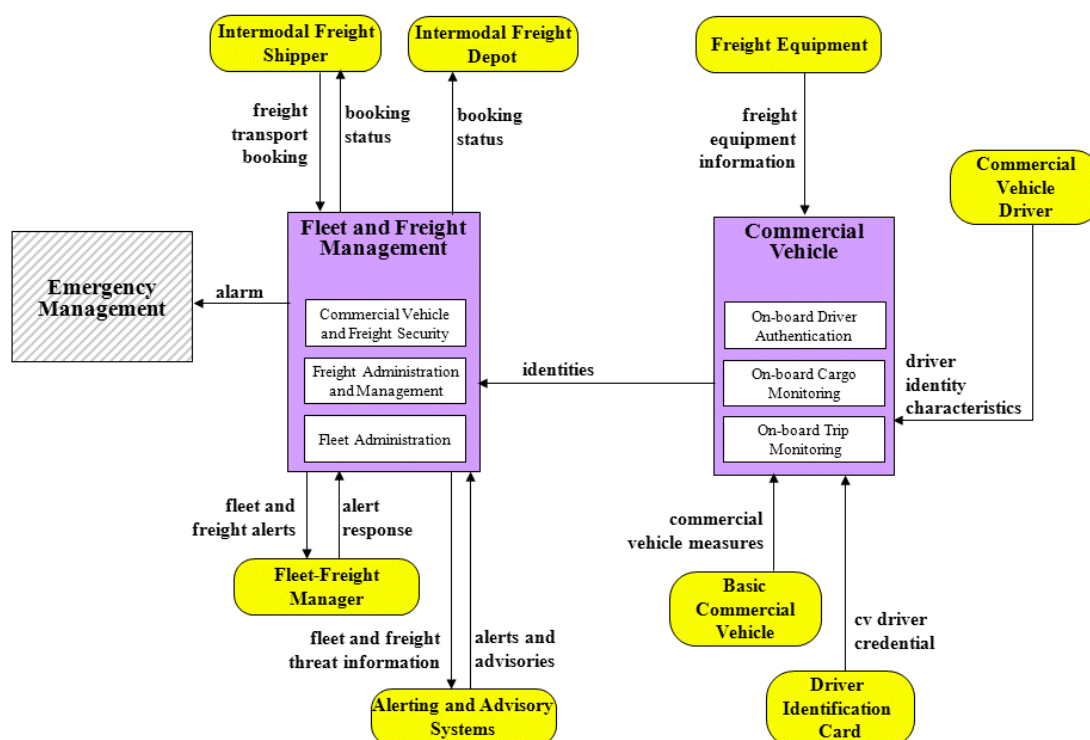 Intermodal Freight
Shipper
Intermodal Freight
Depot
Freight Equipment
freight
transport
booking
booking
status
booking
status
freight
equipment
information
Commercial
Vehicle
Driver
Fleet and Freight
Management
Commercial
Vehicle
Emergency
Management
alarm
Commercial Vehicle
and Freight Security
On-board Driver
Authentication
Freight Administration
and Management
identities
On-board Cargo
Monitoring
driver
identity
characteristics
Fleet Administration
On-board Trip
Monitoring
fleet and
freight alerts
alert
response
commercial
vehicle measures
Fleet-Freight
Manager
Basic
Commercial
Vehicle
cv driver
credential
fleet and freight
threat information
alerts and
advisories
Alerting and Advisory
Systems
Driver
Identification
Card